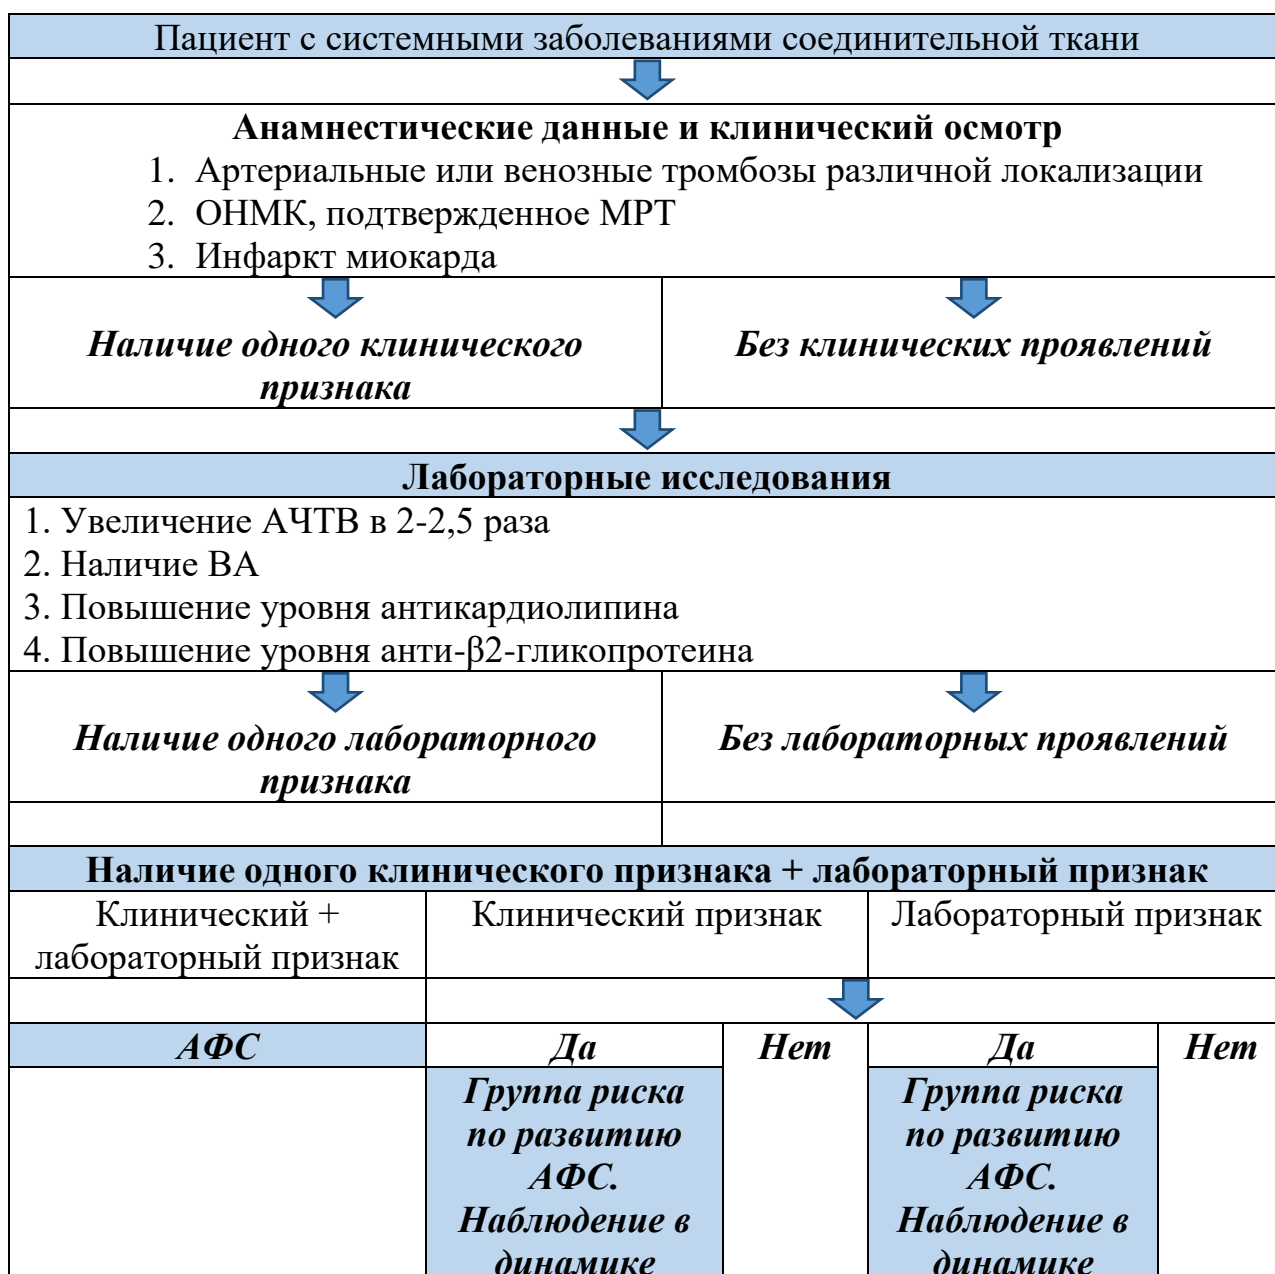 Пациент с системными заболеваниями соединительной ткани
Анамнестические данные и клинический осмотр
1. Артериальные или венозные тромбозы различной локализации
2. ОНМК, подтвержденное МРТ
3. Инфаркт миокарда
Наличие одного клинического
признака
Без клинических проявлений
Лабораторные исследования
1. Увеличение АЧТВ в 2-2,5 раза
2. Наличие ВА
3. Повышение уровня антикардиолипина
4. Повышение уровня анти-β2-гликопротеина
Наличие одного лабораторного
признака
Без лабораторных проявлений
Наличие одного клинического признака + лабораторный признак
Клинический +
лабораторный признак
Клинический признак
Лабораторный признак
АФС
Да
Нет
Да
Нет
Группа риска
по развитию
АФС.
Наблюдение в
динамике
Группа риска
по развитию
АФС.
Наблюдение в
динамике